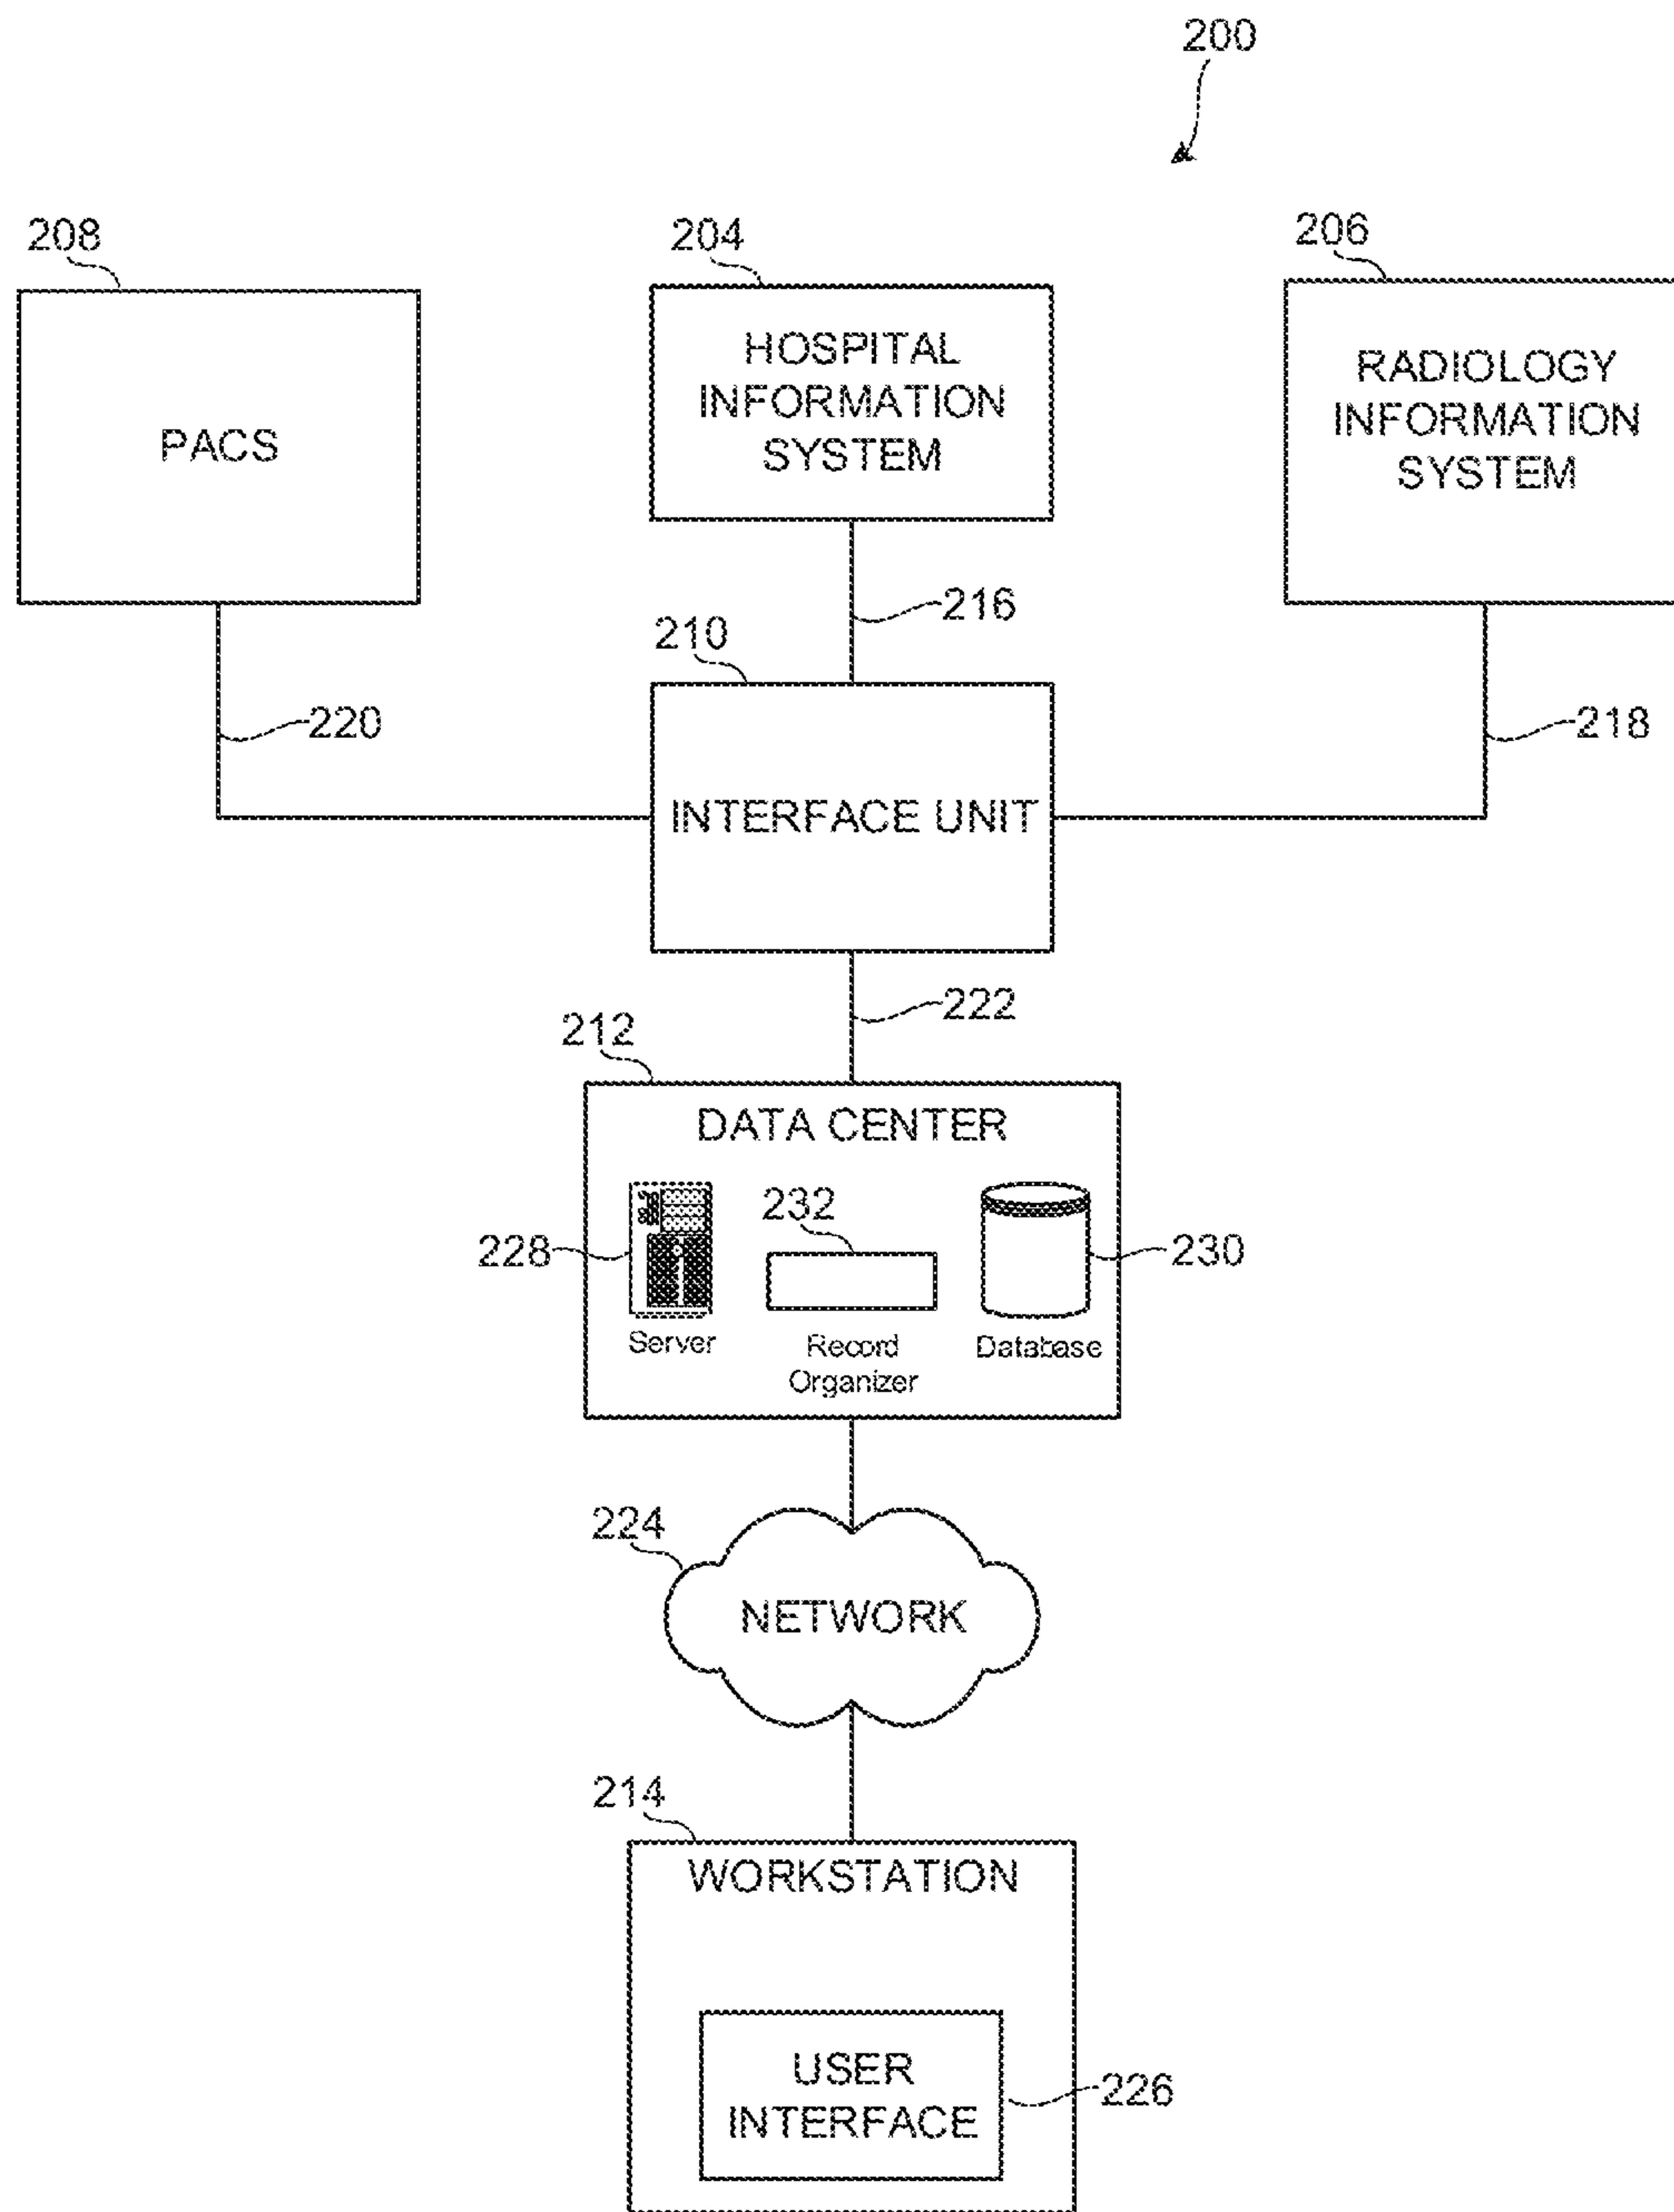 200
208
204
206
PACS
HOSPITAL
INFORMATION
SYSTEM
RADIOLOGY
INFORMATION
SYSTEM
216
210
220
218
INTERFACE UNIT
222
212
DATA CENTER
232
228
230
Server
Record
Organizer
Database
224
NETWORK
214
WORKSTATION
USER
INTERFACE
226